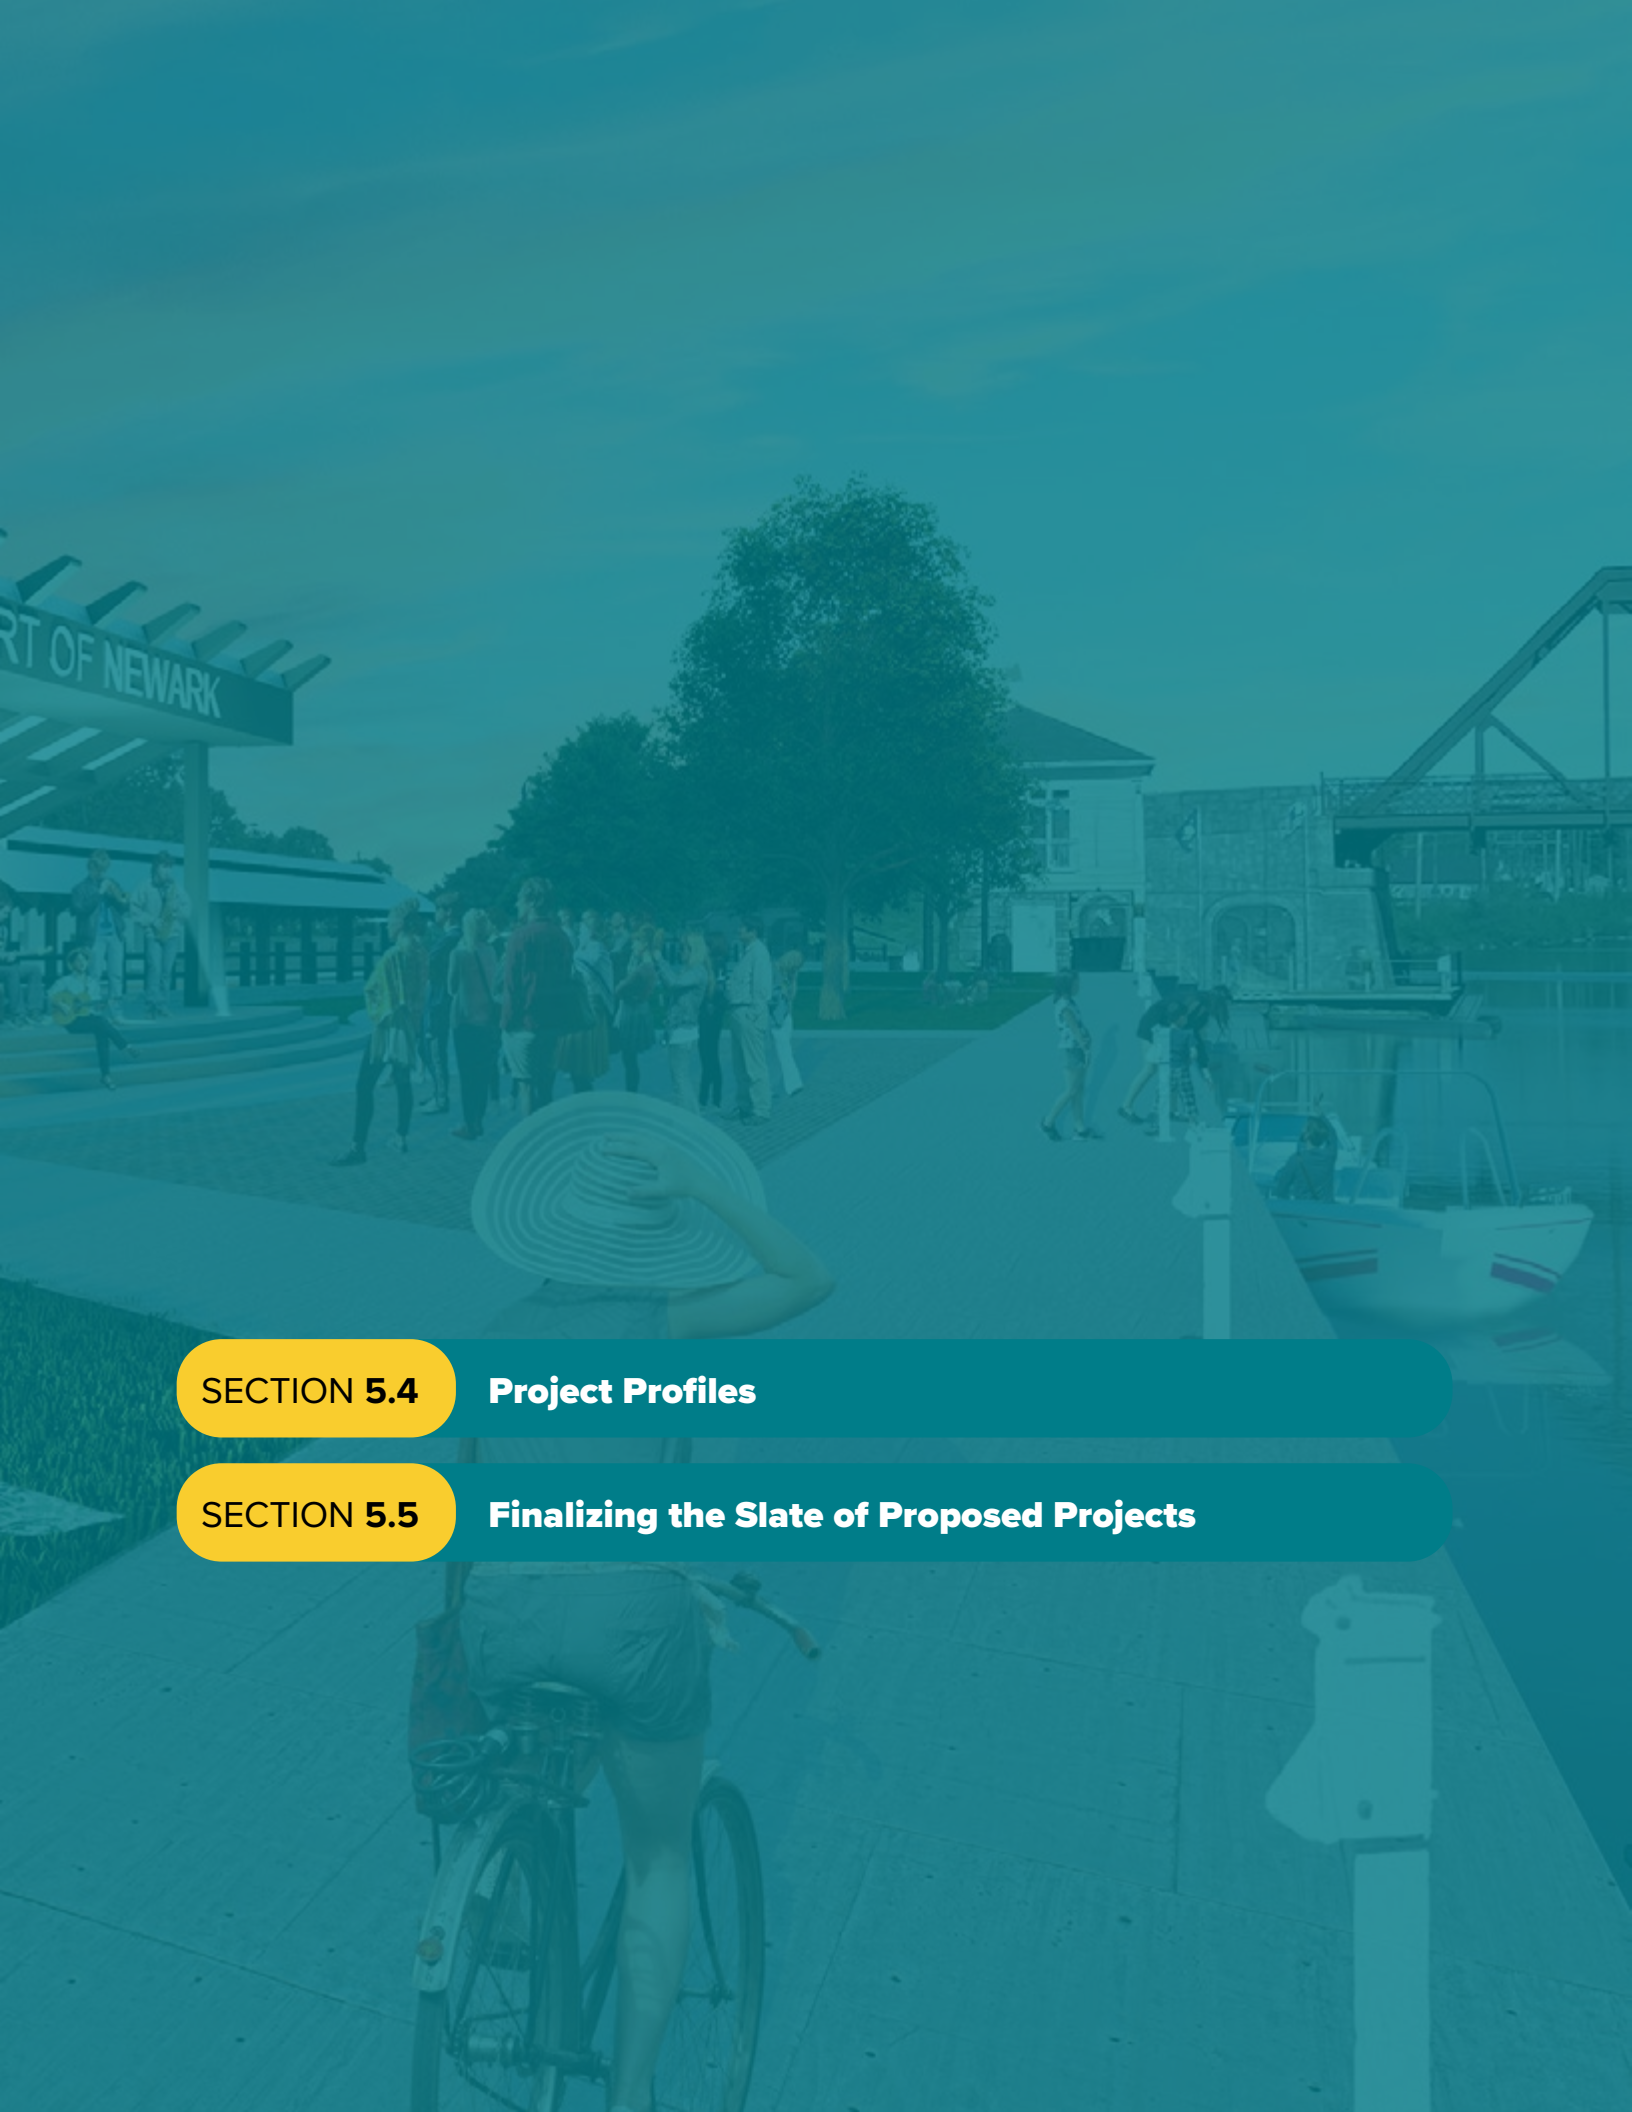 RT OF NEWARK
SECTION 5.4 Project Profiles
SECTION 5.5 Finalizing the Slate of Proposed Projects